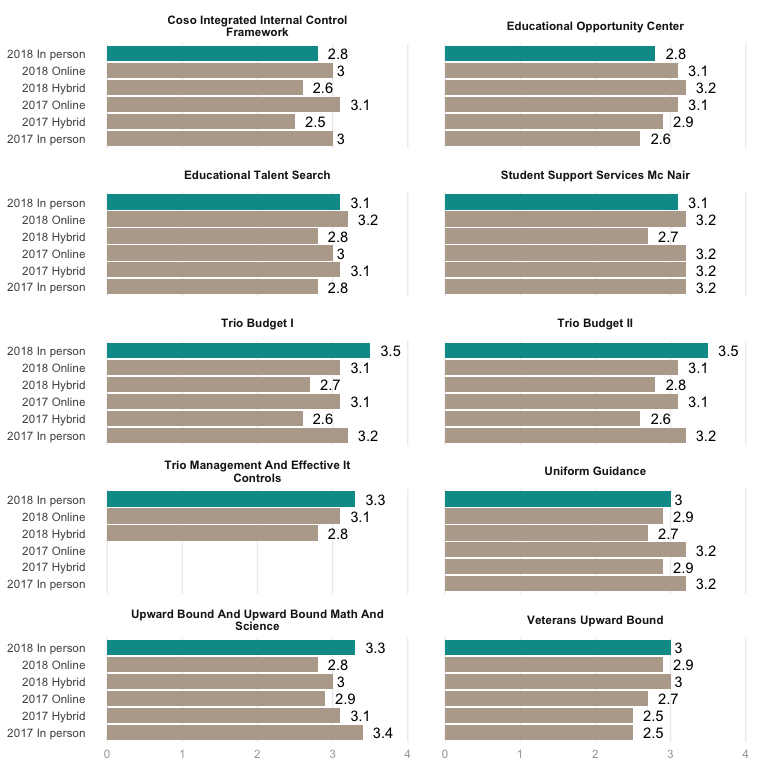 Coso Integrated Internal Control
Framework
2018 In person 2.8
2018 Online 3
2018 Hybrid 2.6
2017 Online 3.1
2017 Hybrid 2.5
2017 In person 3
Educational Opportunity Center
2.8
3.1
3.2
3.1
2.9
2.6
Educational Talent Search
2018 In person 3.1
2018 Online 3.2
2018 Hybrid 2.8
2017 Online 3
2017 Hybrid 3.1
2017 In person 2.8
Student Support Services Mc Nair
3.1
3.2
2.7
3.2
3.2
3.2
Trio Budget I
2018 In person 3.5
2018 Online 3.1
2018 Hybrid 2.7
2017 Online 3.1
2017 Hybrid 2.6
2017 In person 3.2
Trio Budget II
3.5
3.1
2.8
3.1
2.6
3.2
Trio Management And Effective It
Controls
2018 In person 3.3
2018 Online 3.1
2018 Hybrid 2.8
2017 Online
2017 Hybrid
2017 In person
Uniform Guidance
3
2.9
2.7
3.2
2.9
3.2
Upward Bound And Upward Bound Math And
Science
2018 In person 3.3
2018 Online 2.8
2018 Hybrid 3
2017 Online 2.9
2017 Hybrid 3.1
2017 In person 3.4
0 1 2 3 4
Veterans Upward Bound
3
2.9
3
2.7
2.5
2.5
0 1 2 3 4